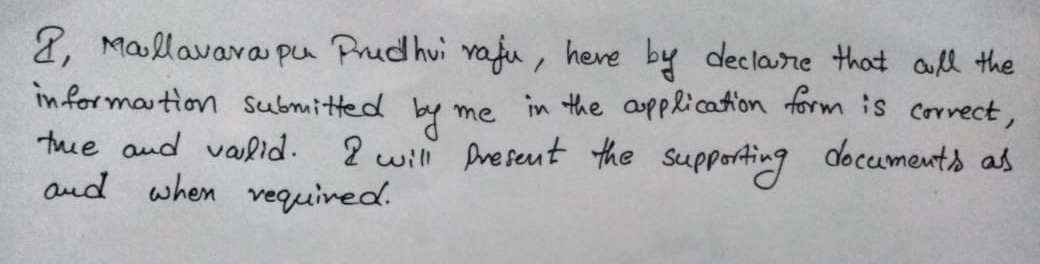 I, Mallavarapu Prudhvi raju, here by declare that all the
information submitted by me in the application form is correct,
true and valid. I will present the supporting documents as
and when required.